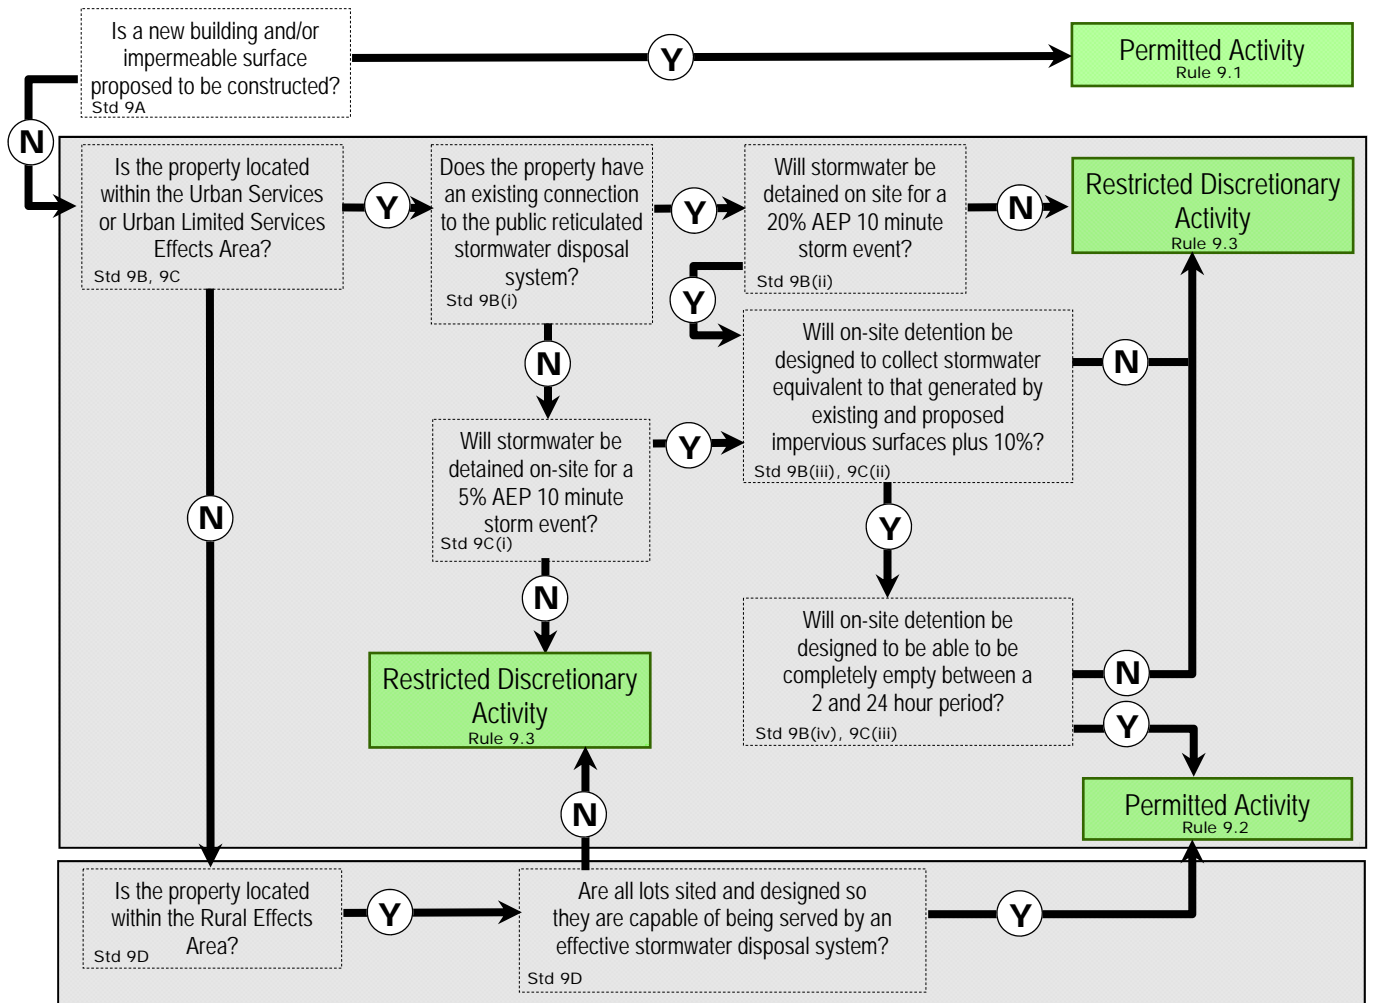 Is a new building and/or
impermeable surface
proposed to be constructed?
Std 9A
Y
Permitted Activity
Rule 9.1
N
Is the property located
within the Urban Services
or Urban Limited Services
Effects Area?
Std 9B, 9C
Y
Does the property have
an existing connection
to the public reticulated
stormwater disposal
system?
Std 9B(i)
Y
Will stormwater be
detained on site for a
20% AEP 10 minute
storm event?
Std 9B(ii)
N
Restricted Discretionary
Activity
Rule 9.3
Y
N
Will on-site detention be
designed to collect stormwater
equivalent to that generated by
existing and proposed
impervious surfaces plus 10%?
Std 9B(iii), 9C(ii)
N
Will stormwater be
detained on-site for a
5% AEP 10 minute
storm event?
Std 9C(i)
Y
N
Y
N
Will on-site detention be
designed to be able to be
completely empty between a
2 and 24 hour period?
Std 9B(iv), 9C(iii)
N
Y
Restricted Discretionary
Activity
Rule 9.3
N
Permitted Activity
Rule 9.2
Is the property located
within the Rural Effects
Area?
Std 9D
Y
Are all lots sited and designed so
they are capable of being served by an
effective stormwater disposal system?
Std 9D
Y